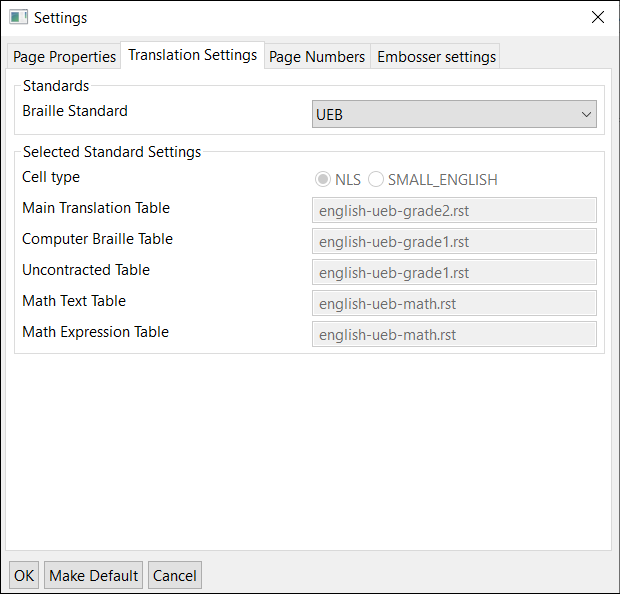 Settings
Page Properties Translation Settings Page Numbers Embosser settings
Standards
Braille Standard UEB
Selected Standard Settings
Cell type NLS SMALL_ENGLISH
Main Translation Table english-ueb-grade2.rst
Computer Braille Table english-ueb-grade1.rst
Uncontracted Table english-ueb-grade1.rst
Math Text Table english-ueb-math.rst
Math Expression Table english-ueb-math.rst
OK Make Default Cancel